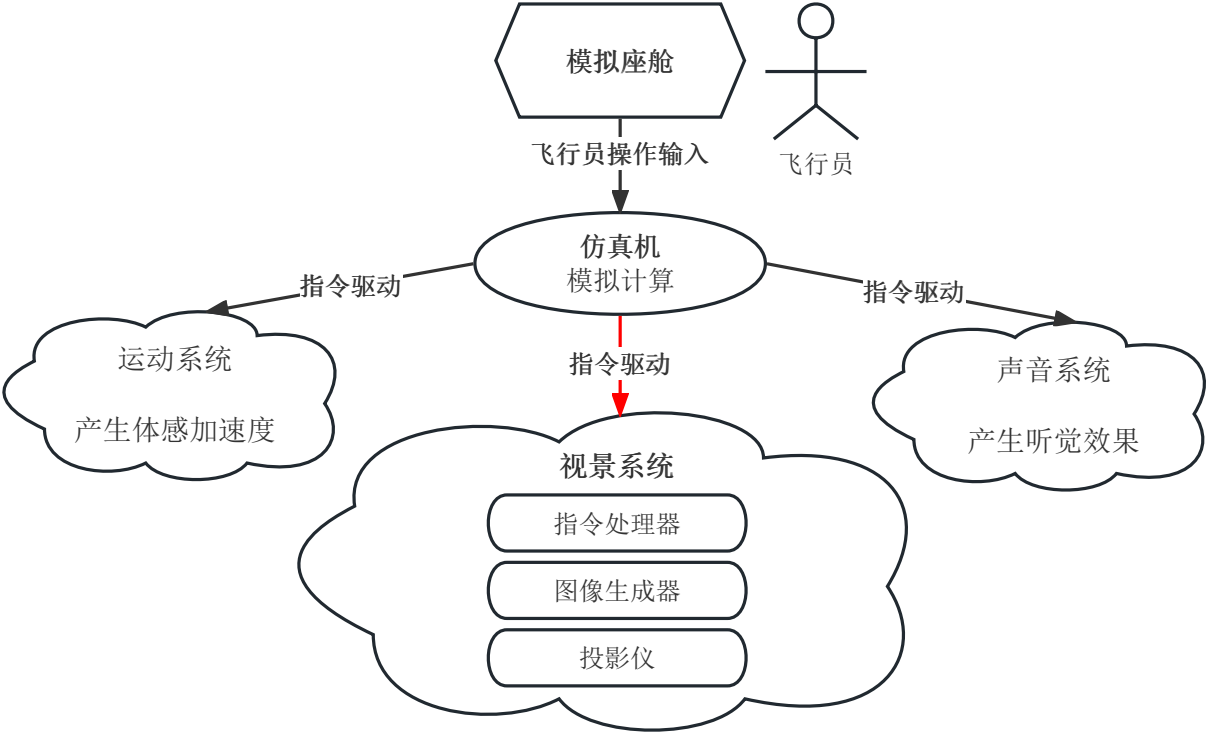 模拟座舱
飞行员操作输入
飞行员
仿真机
模拟计算
指令驱动
指令驱动
指令驱动
运动系统
产生体感加速度
声音系统
产生听觉效果
视景系统
指令处理器
图像生成器
投影仪